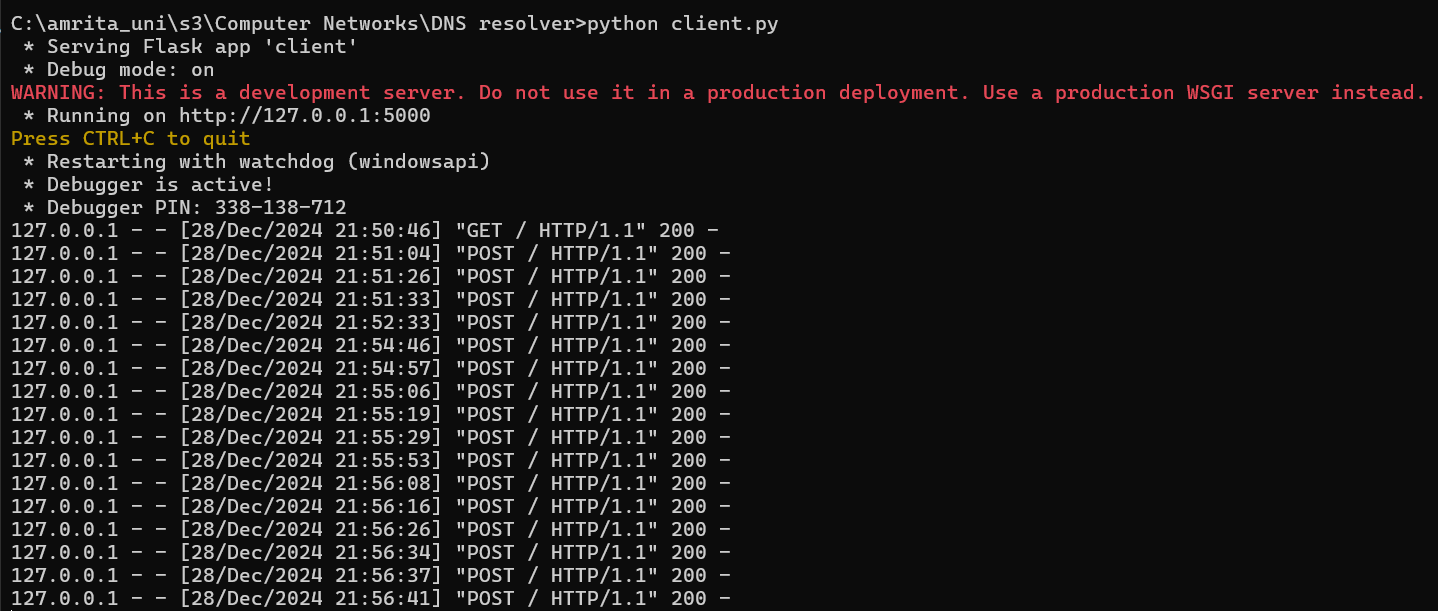 C:\amrita_uni\s3\Computer Networks\DNS resolver>python client.py
 * Serving Flask app 'client'
 * Debug mode: on
WARNING: This is a development server. Do not use it in a production deployment. Use a production WSGI server instead.
 * Running on http://127.0.0.1:5000
Press CTRL+C to quit
 * Restarting with watchdog (windowsapi)
 * Debugger is active!
 * Debugger PIN: 338-138-712
127.0.0.1 - - [28/Dec/2024 21:50:46] "GET / HTTP/1.1" 200 -
127.0.0.1 - - [28/Dec/2024 21:51:04] "POST / HTTP/1.1" 200 -
127.0.0.1 - - [28/Dec/2024 21:51:26] "POST / HTTP/1.1" 200 -
127.0.0.1 - - [28/Dec/2024 21:51:33] "POST / HTTP/1.1" 200 -
127.0.0.1 - - [28/Dec/2024 21:52:33] "POST / HTTP/1.1" 200 -
127.0.0.1 - - [28/Dec/2024 21:54:46] "POST / HTTP/1.1" 200 -
127.0.0.1 - - [28/Dec/2024 21:54:57] "POST / HTTP/1.1" 200 -
127.0.0.1 - - [28/Dec/2024 21:55:06] "POST / HTTP/1.1" 200 -
127.0.0.1 - - [28/Dec/2024 21:55:19] "POST / HTTP/1.1" 200 -
127.0.0.1 - - [28/Dec/2024 21:55:29] "POST / HTTP/1.1" 200 -
127.0.0.1 - - [28/Dec/2024 21:55:53] "POST / HTTP/1.1" 200 -
127.0.0.1 - - [28/Dec/2024 21:56:08] "POST / HTTP/1.1" 200 -
127.0.0.1 - - [28/Dec/2024 21:56:16] "POST / HTTP/1.1" 200 -
127.0.0.1 - - [28/Dec/2024 21:56:26] "POST / HTTP/1.1" 200 -
127.0.0.1 - - [28/Dec/2024 21:56:34] "POST / HTTP/1.1" 200 -
127.0.0.1 - - [28/Dec/2024 21:56:37] "POST / HTTP/1.1" 200 -
127.0.0.1 - - [28/Dec/2024 21:56:41] "POST / HTTP/1.1" 200 -